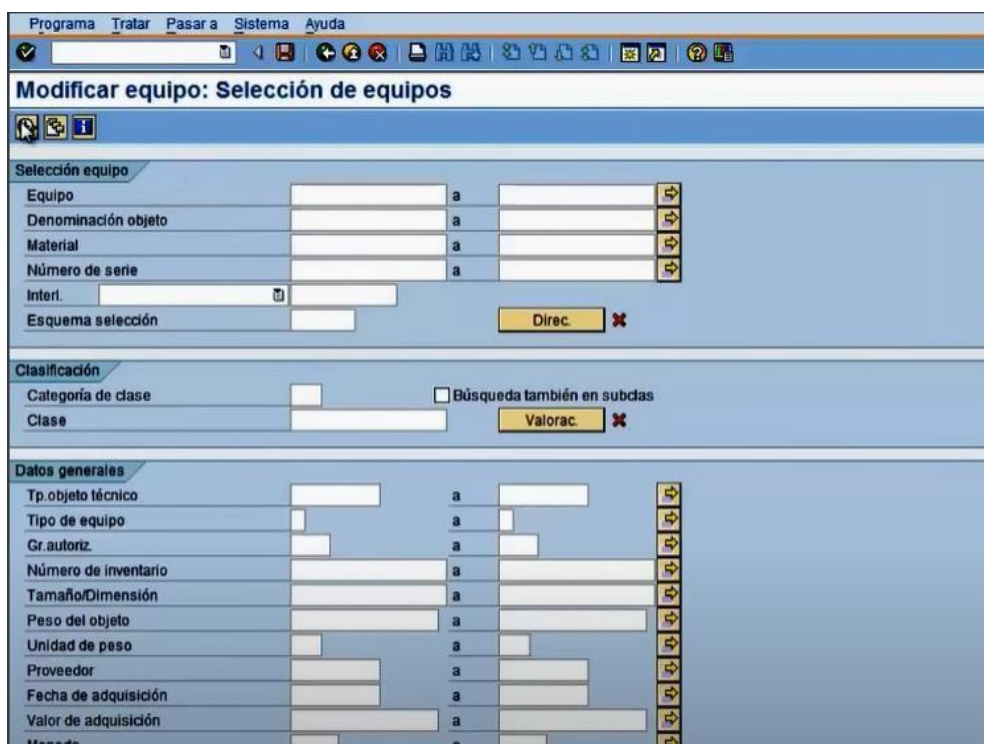 Programa Tratar Pasar a Sistema Ayuda
Modificar equipo: Selección de equipos
Selección equipo
Equipo a
Denominación objeto a
Material a
Número de serie a
Interl.
Esquema selección Direc.
Clasificación
Categoría de clase Búsqueda también en subclas
Clase Valorac.
Datos generales
Tp.objeto técnico a
Tipo de equipo a
Gr.autoriz. a
Número de inventario a
Tamaño/Dimensión a
Peso del objeto a
Unidad de peso a
Proveedor a
Fecha de adquisición a
Valor de adquisición a